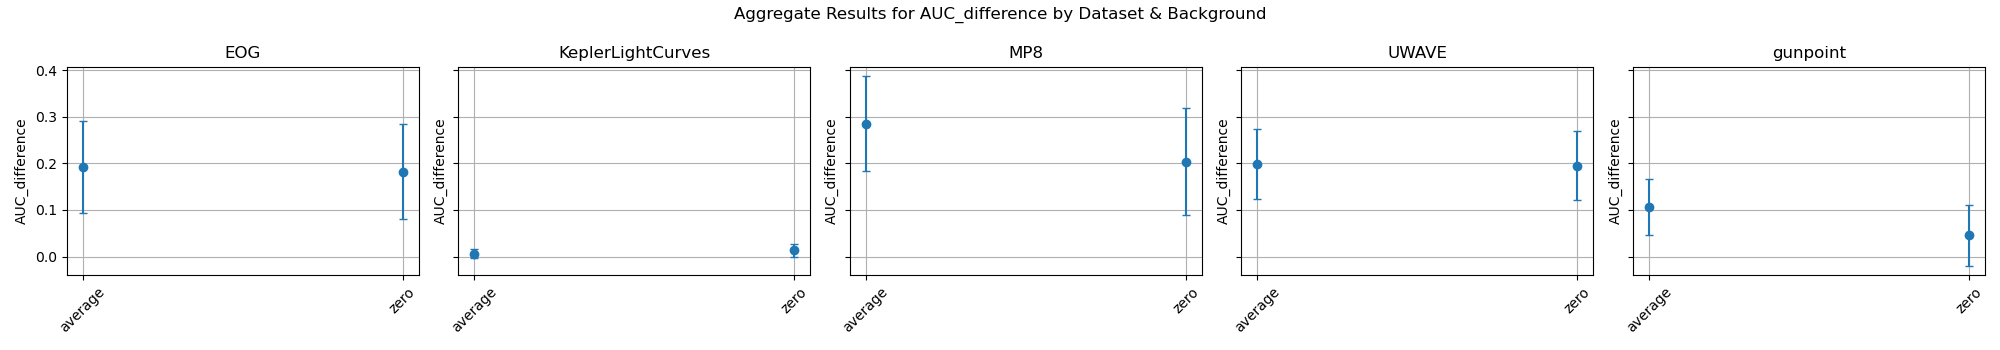 Aggregate Results for AUC_difference by Dataset & Background
EOG
KeplerLightCurves
MP8
UWAVE
gunpoint
0.4
0.3
0.2
0.1
0.0
AUC_difference
AUC_difference
AUC_difference
AUC_difference
AUC_difference
average
zero
average
zero
average
zero
average
zero
average
zero